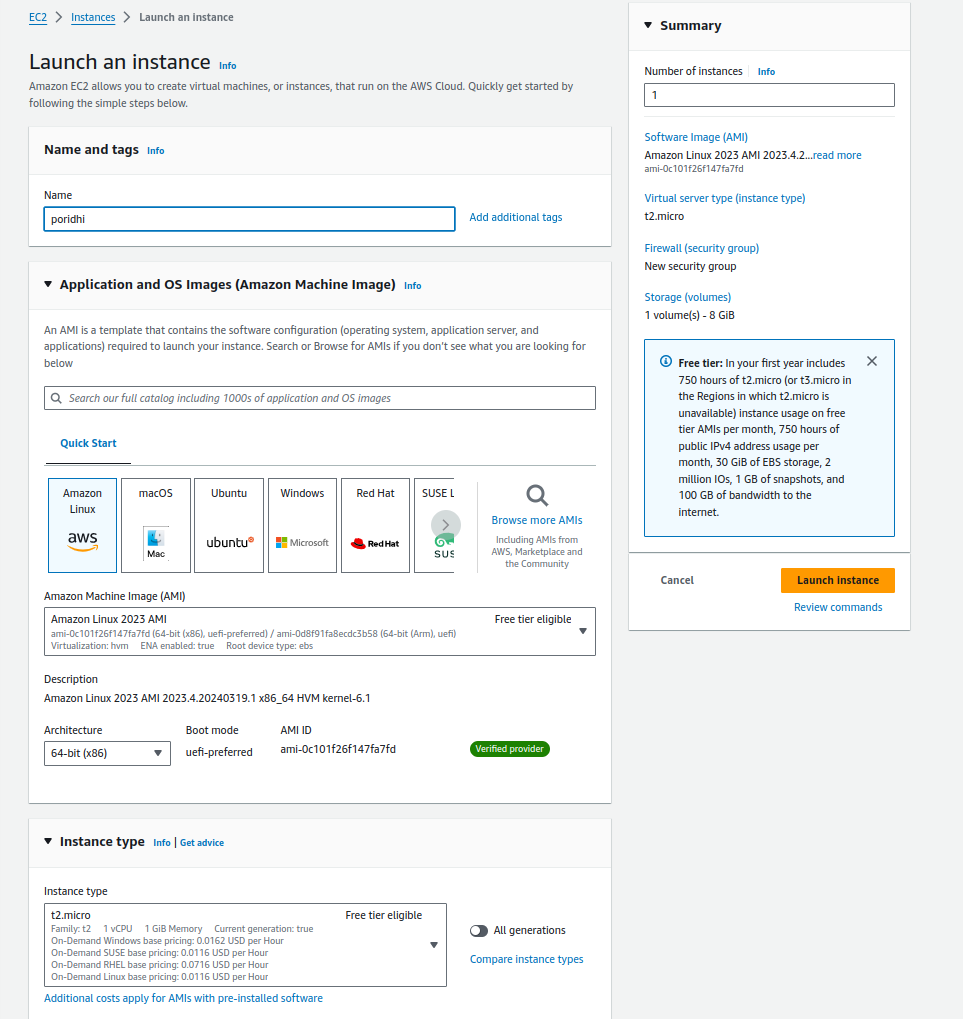 EC2 > Instances > Launch an instance
Launch an instance Info
Amazon EC2 allows you to create virtual machines, or instances, that run on the AWS Cloud. Quickly get started by
following the simple steps below.
Name and tags Info
Name
poridhi
Add additional tags
Application and OS Images (Amazon Machine Image) Info
An AMI is a template that contains the software configuration (operating system, application server, and
applications) required to launch your instance. Search or Browse for AMIs if you don't see what you are looking for
below
Search our full catalog including 1000s of application and OS images
Quick Start
Amazon
Linux
aws
macOS
Mac
Ubuntu
ubuntu
Windows
Microsoft
Red Hat
Red Hat
SUSE L
SUS
Browse more AMIs
Including AMIs from
AWS, Marketplace and
the Community
Amazon Machine Image (AMI)
Amazon Linux 2023 AMI Free tier eligible
ami-0c101f26f147fa7fd (64-bit (x86), uefi-preferred) / ami-0d8f91fa8ecdc3b58 (64-bit (Arm), uefi)
Virtualization: hvm ENA enabled: true Root device type: ebs
Description
Amazon Linux 2023 AMI 2023.4.20240319.1 x86_64 HVM kernel-6.1
Architecture Boot mode AMI ID
64-bit (x86) uefi-preferred ami-0c101f26f147fa7fd Verified provider
Instance type Info | Get advice
Instance type
t2.micro Free tier eligible
Family: t2 1 vCPU 1 GiB Memory Current generation: true
On-Demand Windows base pricing: 0.0162 USD per Hour
On-Demand SUSE base pricing: 0.0116 USD per Hour
On-Demand RHEL base pricing: 0.0716 USD per Hour
On-Demand Linux base pricing: 0.0116 USD per Hour
All generations
Compare instance types
Additional costs apply for AMIs with pre-installed software
Summary
Number of instances Info
1
Software Image (AMI)
Amazon Linux 2023 AMI 2023.4.2...read more
ami-0c101f26f147fa7fd
Virtual server type (instance type)
t2.micro
Firewall (security group)
New security group
Storage (volumes)
1 volume(s) - 8 GiB
Free tier: In your first year includes
750 hours of t2.micro (or t3.micro in
the Regions in which t2.micro is
unavailable) instance usage on free
tier AMIs per month, 750 hours of
public IPv4 address usage per
month, 30 GiB of EBS storage, 2
million IOs, 1 GB of snapshots, and
100 GB of bandwidth to the
internet.
Cancel
Launch instance
Review commands